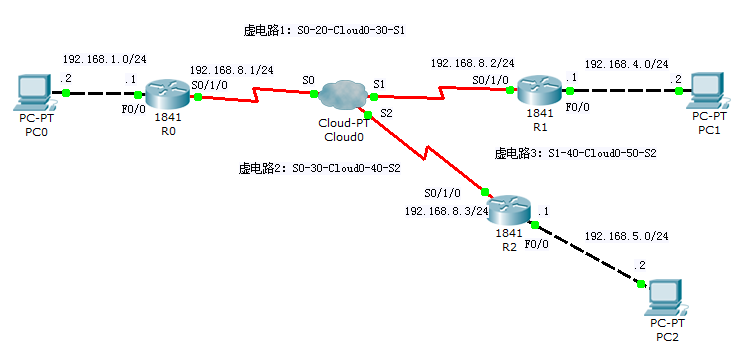 虚电路1: S0-20-Cloud0-30-S1
192.168.1.0/24
.2
.1
F0/0
PC-PT
PC0
1841
R0
192.168.8.1/24
S0/1/0
S0
S1
S2
Cloud-PT
Cloud0
192.168.8.2/24
S0/1/0
1841
R1
.1
F0/0
192.168.4.0/24
.2
PC-PT
PC1
虚电路2: S0-30-Cloud0-40-S2
虚电路3: S1-40-Cloud0-50-S2
S0/1/0
192.168.8.3/24
1841
R2
.1
F0/0
192.168.5.0/24
.2
PC-PT
PC2